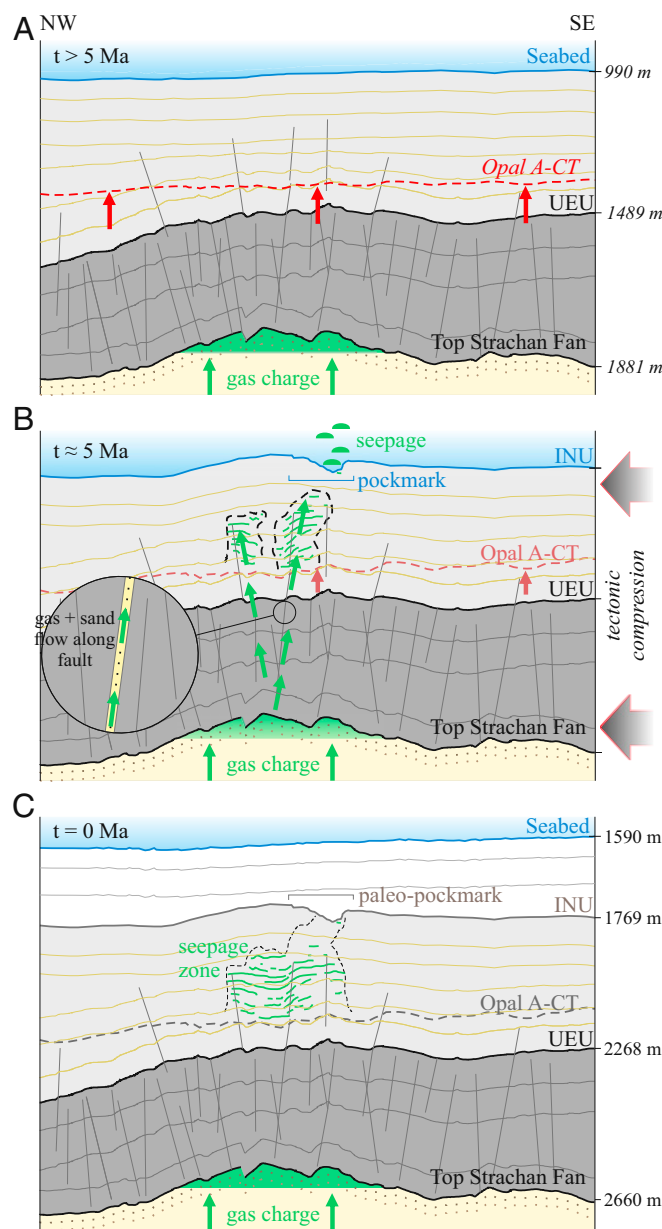 A
NW
SE
t > 5 Ma
Seabed
990 m
Opal A-CT
UEU
1489 m
Top Strachan Fan
1881 m
gas charge
B
t ≈ 5 Ma
seepage
INU
pockmark
Opal A-CT
UEU
gas + sand
flow along
fault
tectonic
compression
Top Strachan Fan
gas charge
C
t = 0 Ma
Seabed
1590 m
paleo-pockmark
INU
1769 m
seepage
zone
Opal A-CT
UEU
2268 m
Top Strachan Fan
2660 m
gas charge